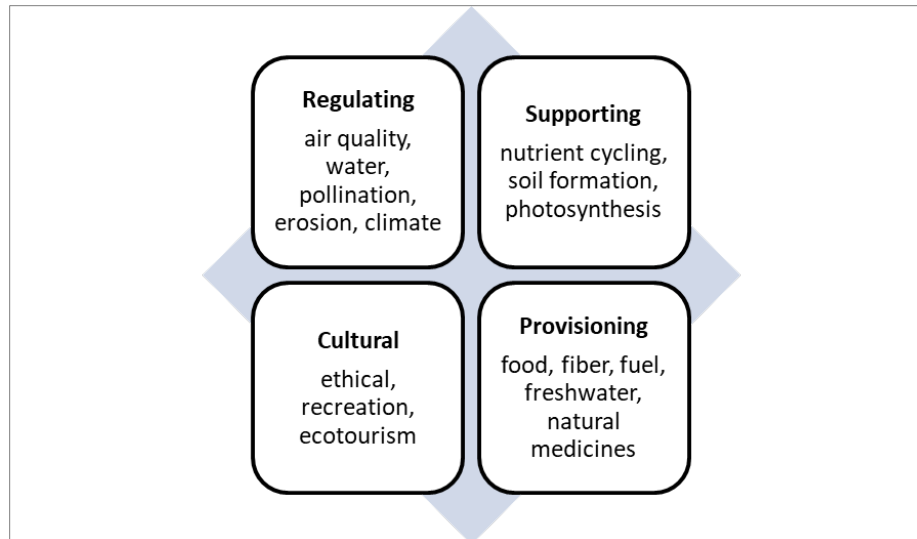 Regulating
air quality,
water,
pollination,
erosion, climate
Supporting
nutrient cycling,
soil formation,
photosynthesis
Cultural
ethical,
recreation,
ecotourism
Provisioning
food, fiber, fuel,
freshwater,
natural
medicines